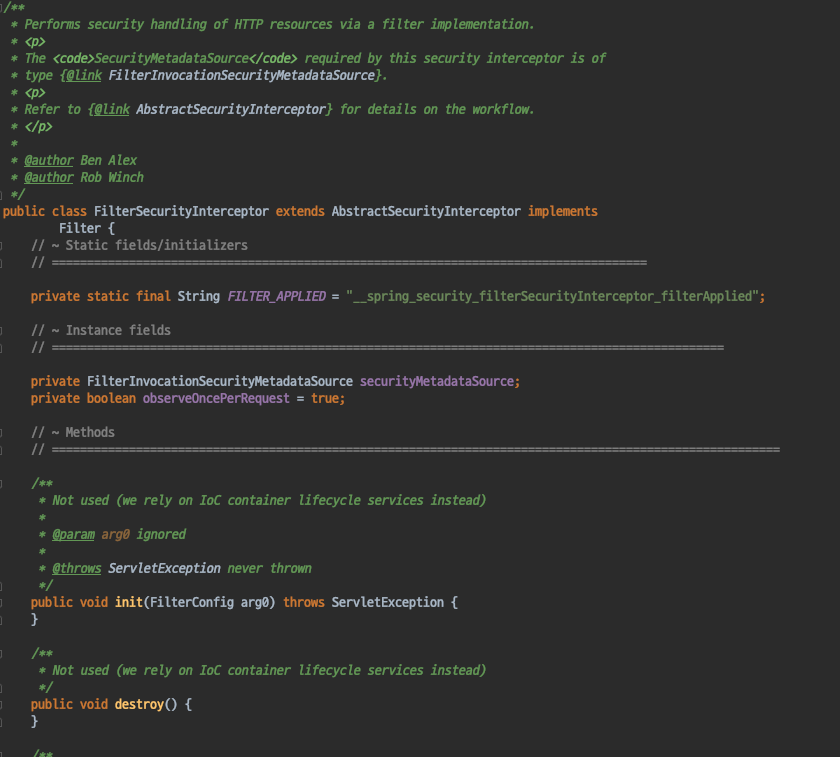 /**
 * Performs security handling of HTTP resources via a filter implementation.
 * <p>
 * The <code>SecurityMetadataSource</code> required by this security interceptor is of
 * type {@link FilterInvocationSecurityMetadataSource}.
 * <p>
 * Refer to {@link AbstractSecurityInterceptor} for details on the workflow.
 * </p>
 *
 * @author Ben Alex
 * @author Rob Winch
 */
public class FilterSecurityInterceptor extends AbstractSecurityInterceptor implements
        Filter {
    // ~ Static fields/initializers
    // =====================================================================================

    private static final String FILTER_APPLIED = "__spring_security_filterSecurityInterceptor_filterApplied";

    // ~ Instance fields
    // ================================================================================================

    private FilterInvocationSecurityMetadataSource securityMetadataSource;
    private boolean observeOncePerRequest = true;

    // ~ Methods
    // ========================================================================================================

    /**
     * Not used (we rely on IoC container lifecycle services instead)
     *
     * @param arg0 ignored
     *
     * @throws ServletException never thrown
     */
    public void init(FilterConfig arg0) throws ServletException {
    }

    /**
     * Not used (we rely on IoC container lifecycle services instead)
     */
    public void destroy() {
    }

    /**